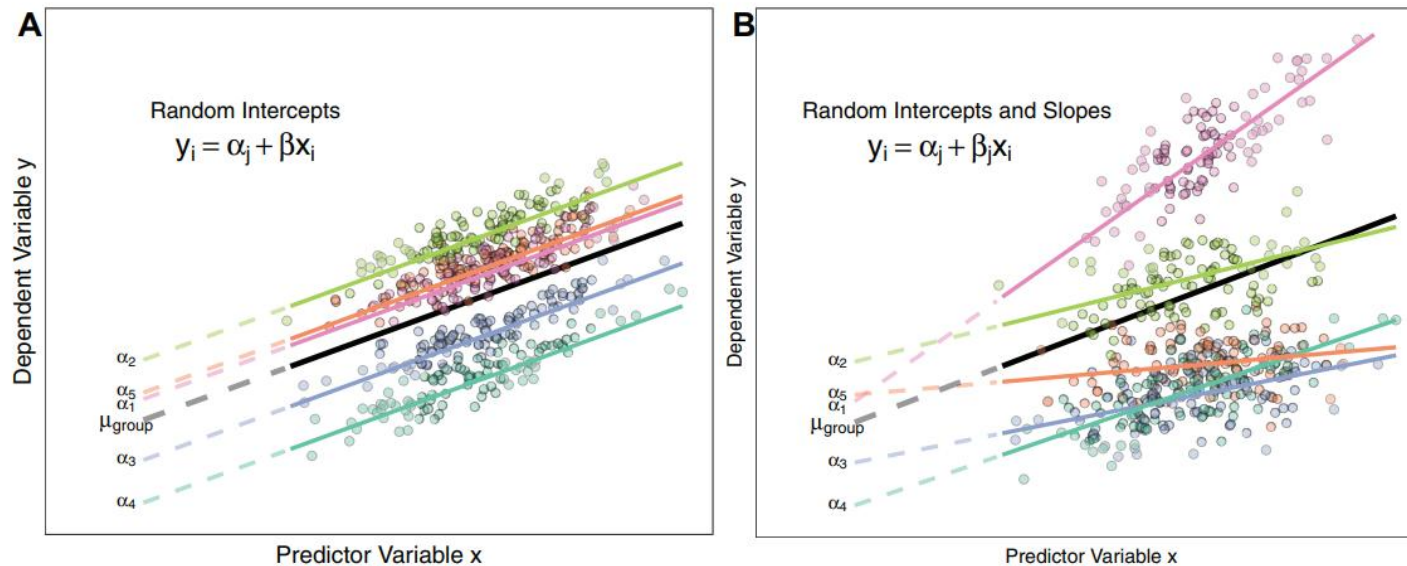 A
Random Intercepts
yᵢ = αⱼ + βxᵢ
Dependent Variable y
α₂
α₅
α₁
μgroup
α₃
α₄
Predictor Variable x
B
Random Intercepts and Slopes
yᵢ = αⱼ + βⱼxᵢ
Dependent Variable y
α₂
α₅
α₁
μgroup
α₃
α₄
Predictor Variable x